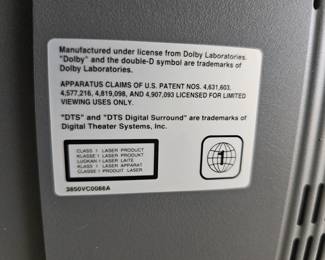 Manufactured under license from Dolby Laboratories.
"Dolby" and the double-D symbol are trademarks of
Dolby Laboratories.
APPARATUS CLAIMS OF U.S. PATENT NOS. 4,631,603,
4,577,216, 4,819,098, AND 4,907,093 LICENSED FOR LIMITED
VIEWING USES ONLY.
"DTS" and "DTS Digital Surround" are trademarks of
Digital Theater Systems, Inc.
CLASS 1 LASER PRODUCT
KLASSE 1 LASER PRODUKT
LUOKAN 1 LASER LAITE
KLASS 1 LASER APPARAT
CLASSE 1 PRODUIT LASER
1
3850VC0086A